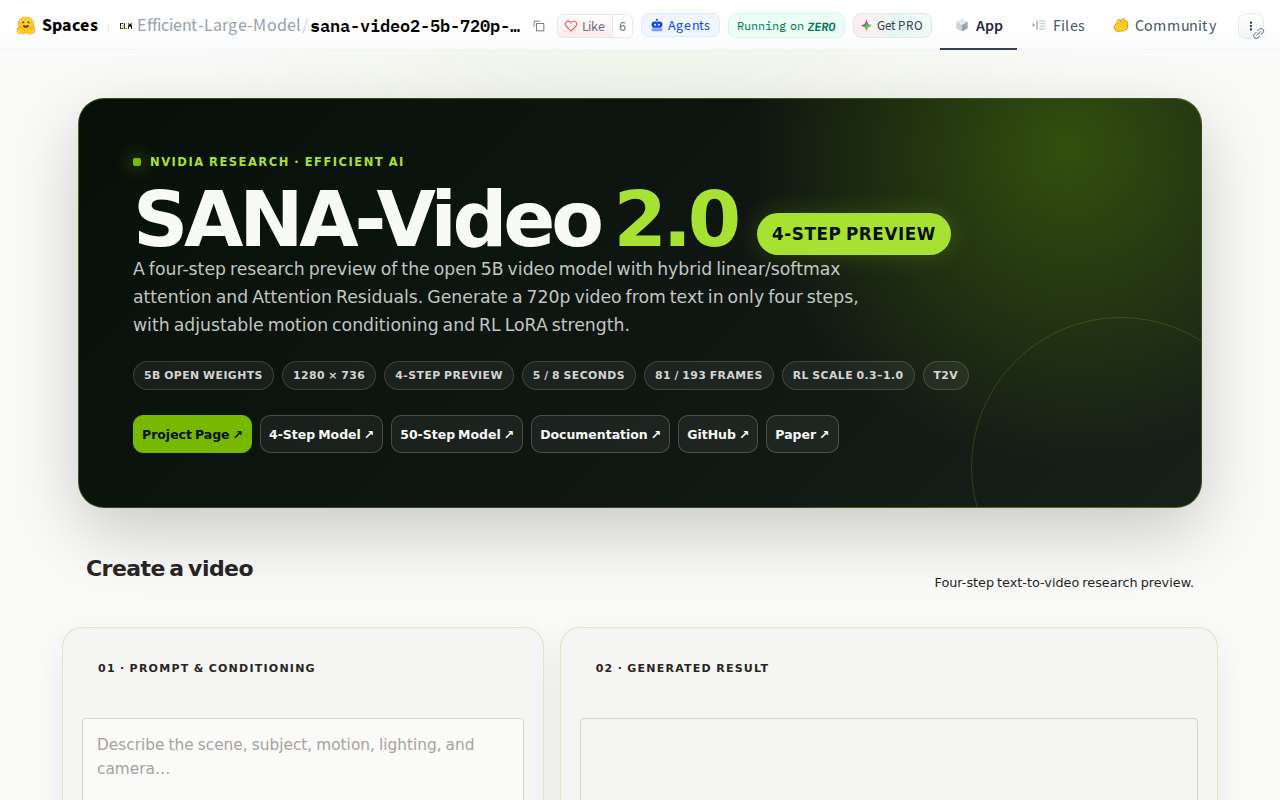 Spaces
ELM Efficient-Large-Model/sana-video2-5b-720p-…
Like 6
Agents
Running on ZERO
Get PRO
App
Files
Community
NVIDIA RESEARCH · EFFICIENT AI
SANA-Video 2.0 4-STEP PREVIEW
A four-step research preview of the open 5B video model with hybrid linear/softmax
attention and Attention Residuals. Generate a 720p video from text in only four steps,
with adjustable motion conditioning and RL LoRA strength.
5B OPEN WEIGHTS 1280 × 736 4-STEP PREVIEW 5 / 8 SECONDS 81 / 193 FRAMES RL SCALE 0.3–1.0 T2V
Project Page ↗ 4-Step Model ↗ 50-Step Model ↗ Documentation ↗ GitHub ↗ Paper ↗
Create a video
Four-step text-to-video research preview.
01 · PROMPT & CONDITIONING
02 · GENERATED RESULT
Describe the scene, subject, motion, lighting, and
camera…